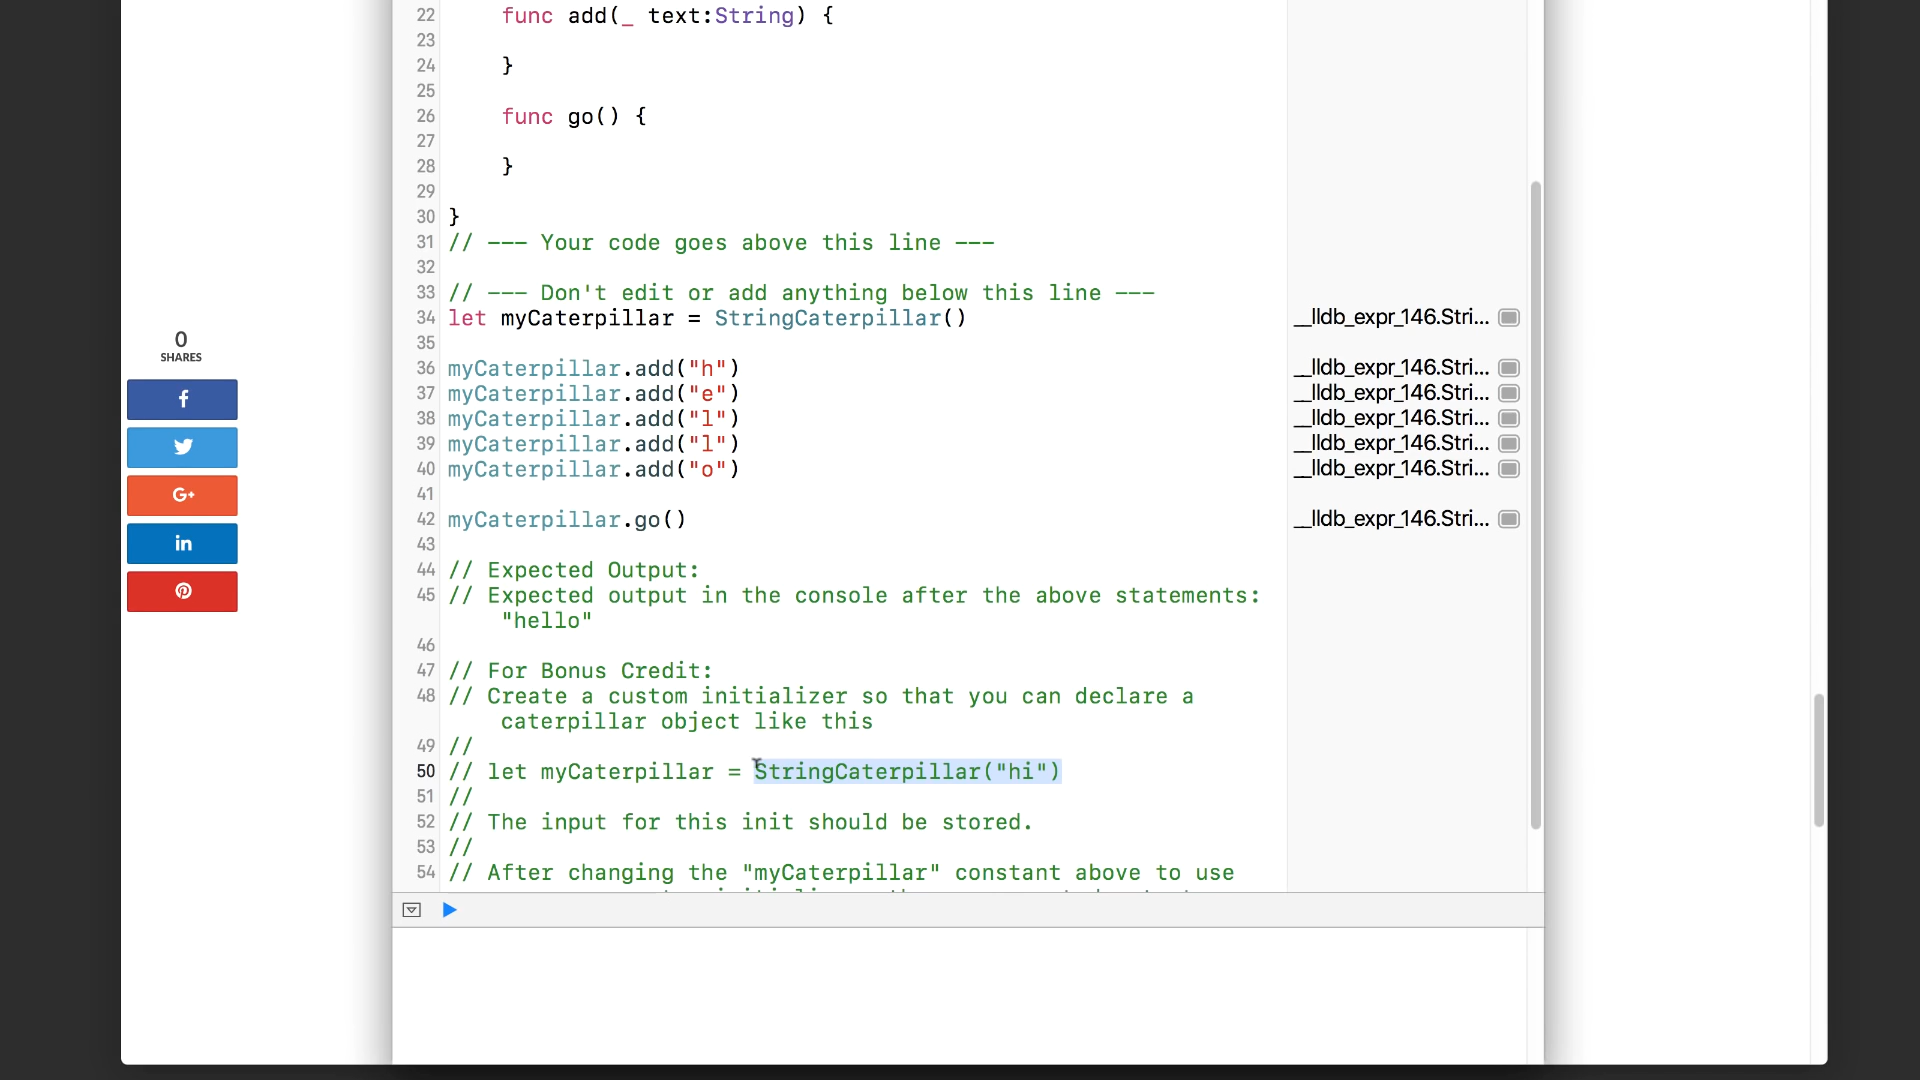 22 func add(_ text:String) {
23
24 }
25
26 func go() {
27
28 }
29
30 }
31 // --- Your code goes above this line ---
32
33 // --- Don't edit or add anything below this line ---
34 let myCaterpillar = StringCaterpillar() __lldb_expr_146.Stri...
35
36 myCaterpillar.add("h") __lldb_expr_146.Stri...
37 myCaterpillar.add("e") __lldb_expr_146.Stri...
38 myCaterpillar.add("l") __lldb_expr_146.Stri...
39 myCaterpillar.add("l") __lldb_expr_146.Stri...
40 myCaterpillar.add("o") __lldb_expr_146.Stri...
41
42 myCaterpillar.go() __lldb_expr_146.Stri...
43
44 // Expected Output:
45 // Expected output in the console after the above statements:
"hello"
46
47 // For Bonus Credit:
48 // Create a custom initializer so that you can declare a
caterpillar object like this
49 //
50 // let myCaterpillar = StringCaterpillar("hi")
51 //
52 // The input for this init should be stored.
53 //
54 // After changing the "myCaterpillar" constant above to use
0
SHARES
f
G+
in